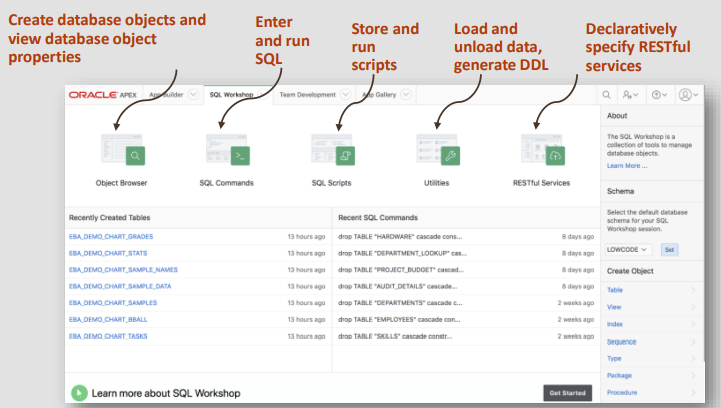 Create database objects and
view database object
properties
Enter
and run
SQL
Store and
run
scripts
Load and
unload data,
generate DDL
Declaratively
specify RESTful
services
ORACLE APEX App Builder SQL Workshop Team Development App Gallery
Object Browser SQL Commands SQL Scripts Utilities RESTful Services
Recently Created Tables
EBA_DEMO_CHART_GRADES 13 hours ago
EBA_DEMO_CHART_STATS 13 hours ago
EBA_DEMO_CHART_SAMPLE_NAMES 13 hours ago
EBA_DEMO_CHART_SAMPLE_DATA 13 hours ago
EBA_DEMO_CHART_SAMPLES 13 hours ago
EBA_DEMO_CHART_BBALL 13 hours ago
EBA_DEMO_CHART_TASKS 13 hours ago
Recent SQL Commands
drop TABLE "HARDWARE" cascade cons... 8 days ago
drop TABLE "DEPARTMENT_LOOKUP" cas... 8 days ago
drop TABLE "PROJECT_BUDGET" cascad... 8 days ago
drop TABLE "AUDIT_DETAILS" cascade... 8 days ago
drop TABLE "DEPARTMENTS" cascade c... 2 weeks ago
drop TABLE "EMPLOYEES" cascade con... 2 weeks ago
drop TABLE "SKILLS" cascade constr... 2 weeks ago
Learn more about SQL Workshop Get Started
About
The SQL Workshop is a
collection of tools to manage
database objects.
Learn More ...
Schema
Select the default database
schema for your SQL
Workshop session.
LOWCODE Set
Create Object
Table
View
Index
Sequence
Type
Package
Procedure